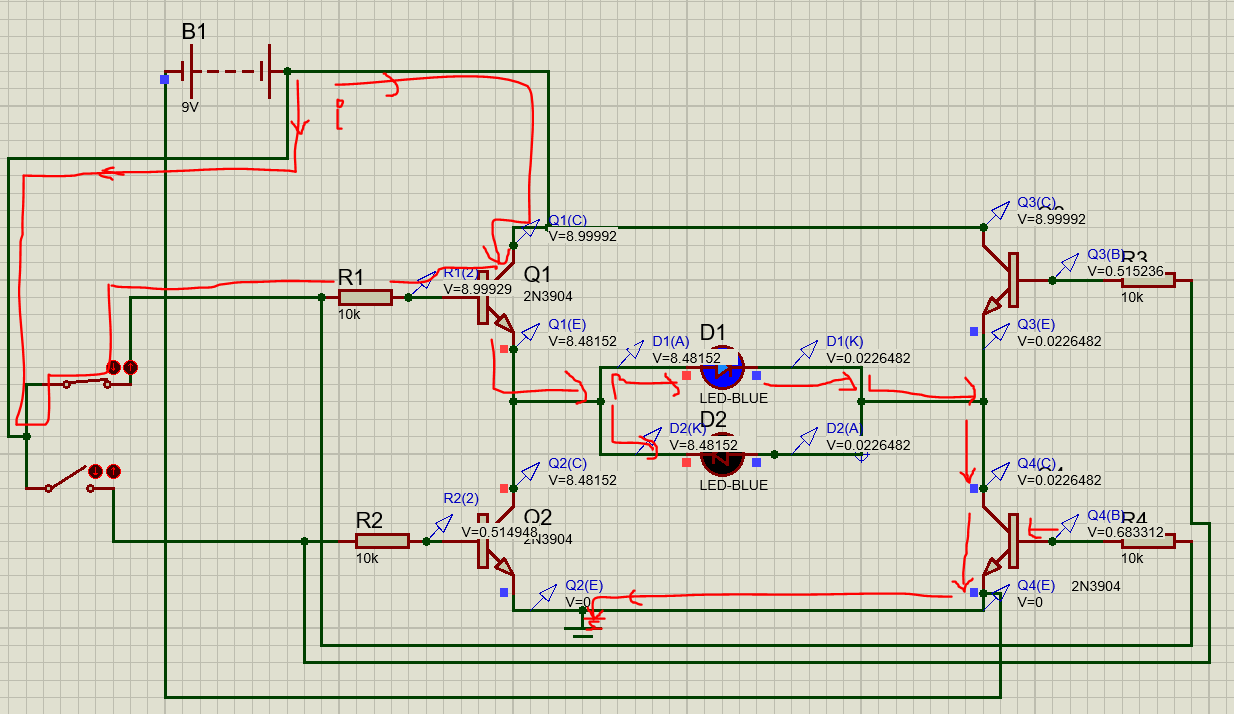 B1
9V
Q1(C)
V=8.99992
Q3(C)
V=8.99992
R1
10k
R1(2)
V=8.99929
Q1
2N3904
Q3(B)
V=0.515236
R3
10k
Q1(E)
V=8.48152
D1(A)
V=8.48152
D1
LED-BLUE
D1(K)
V=0.0226482
Q3(E)
V=0.0226482
D2(K)
V=8.48152
D2
LED-BLUE
D2(A)
V=0.0226482
Q2(C)
V=8.48152
Q4(C)
V=0.0226482
R2
10k
R2(2)
V=0.514948
Q2
2N3904
Q4(B)
V=0.683312
R4
10k
Q2(E)
V=0
Q4(E)
V=0
2N3904